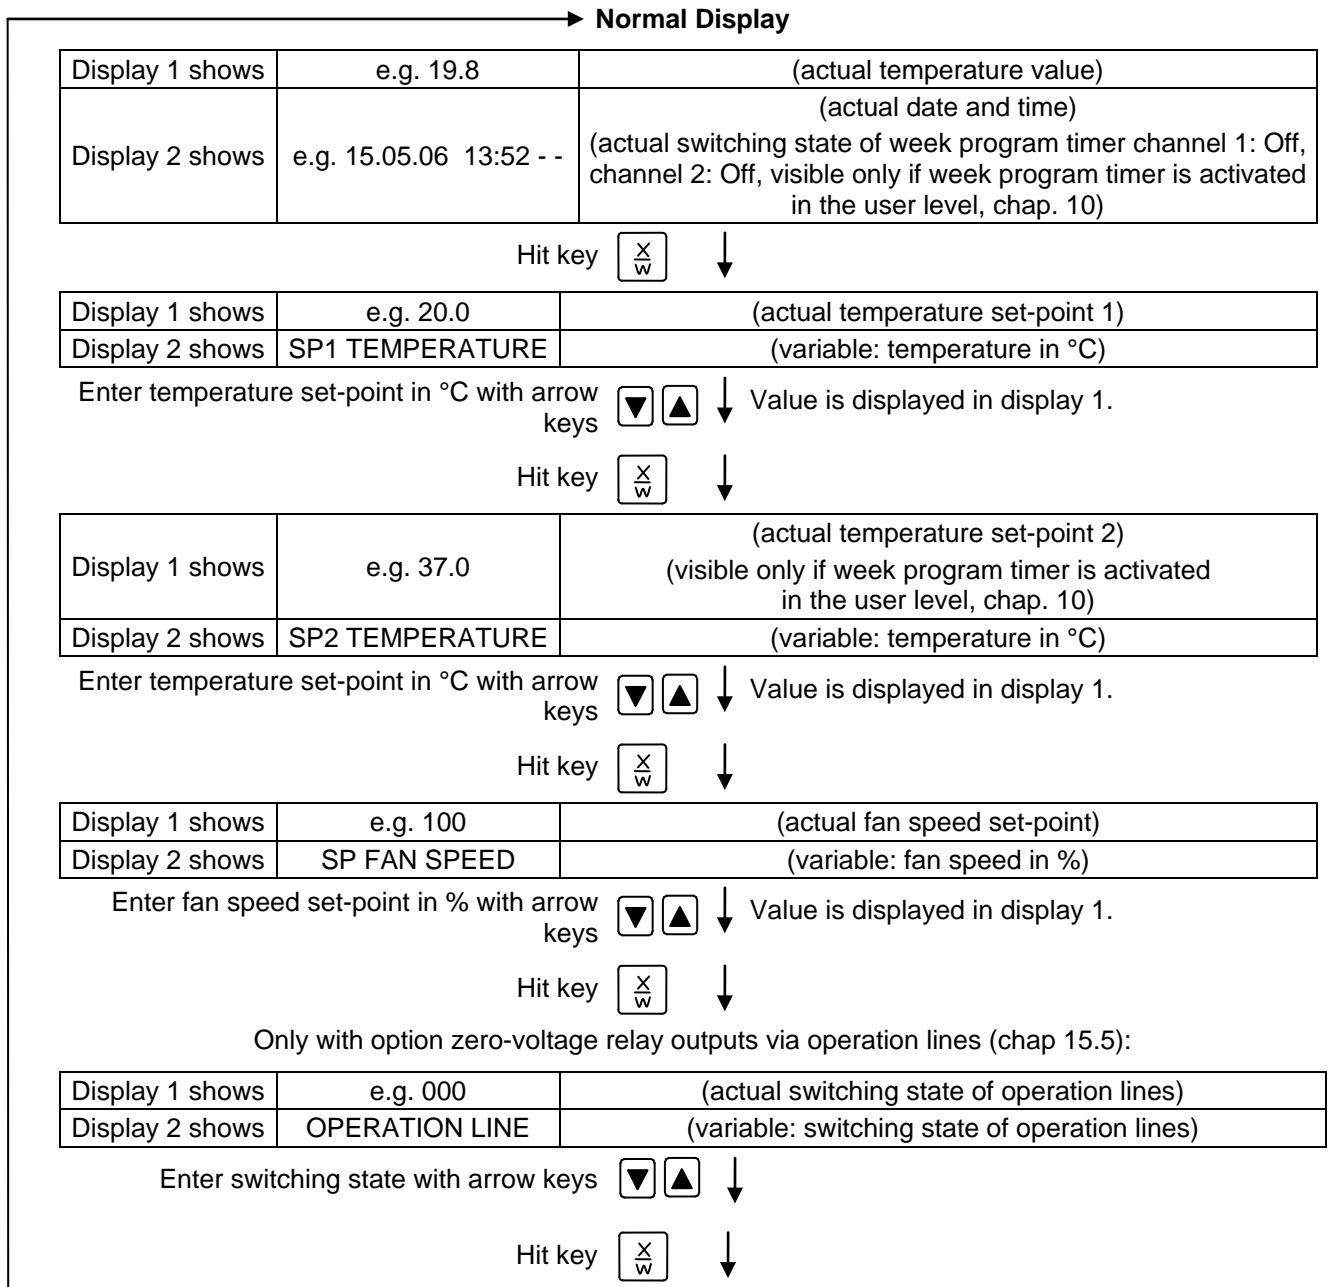 Normal Display
Display 1 shows e.g. 19.8 (actual temperature value)
Display 2 shows e.g. 15.05.06 13:52 - - (actual date and time)
(actual switching state of week program timer channel 1: Off,
channel 2: Off, visible only if week program timer is activated
in the user level, chap. 10)
Hit key X W
Display 1 shows e.g. 20.0 (actual temperature set-point 1)
Display 2 shows SP1 TEMPERATURE (variable: temperature in °C)
Enter temperature set-point in °C with arrow
keys
Value is displayed in display 1.
Hit key X W
Display 1 shows e.g. 37.0 (actual temperature set-point 2)
(visible only if week program timer is activated
in the user level, chap. 10)
Display 2 shows SP2 TEMPERATURE (variable: temperature in °C)
Enter temperature set-point in °C with arrow
keys
Value is displayed in display 1.
Hit key X W
Display 1 shows e.g. 100 (actual fan speed set-point)
Display 2 shows SP FAN SPEED (variable: fan speed in %)
Enter fan speed set-point in % with arrow
keys
Value is displayed in display 1.
Hit key X W
Only with option zero-voltage relay outputs via operation lines (chap 15.5):
Display 1 shows e.g. 000 (actual switching state of operation lines)
Display 2 shows OPERATION LINE (variable: switching state of operation lines)
Enter switching state with arrow keys
Hit key X W